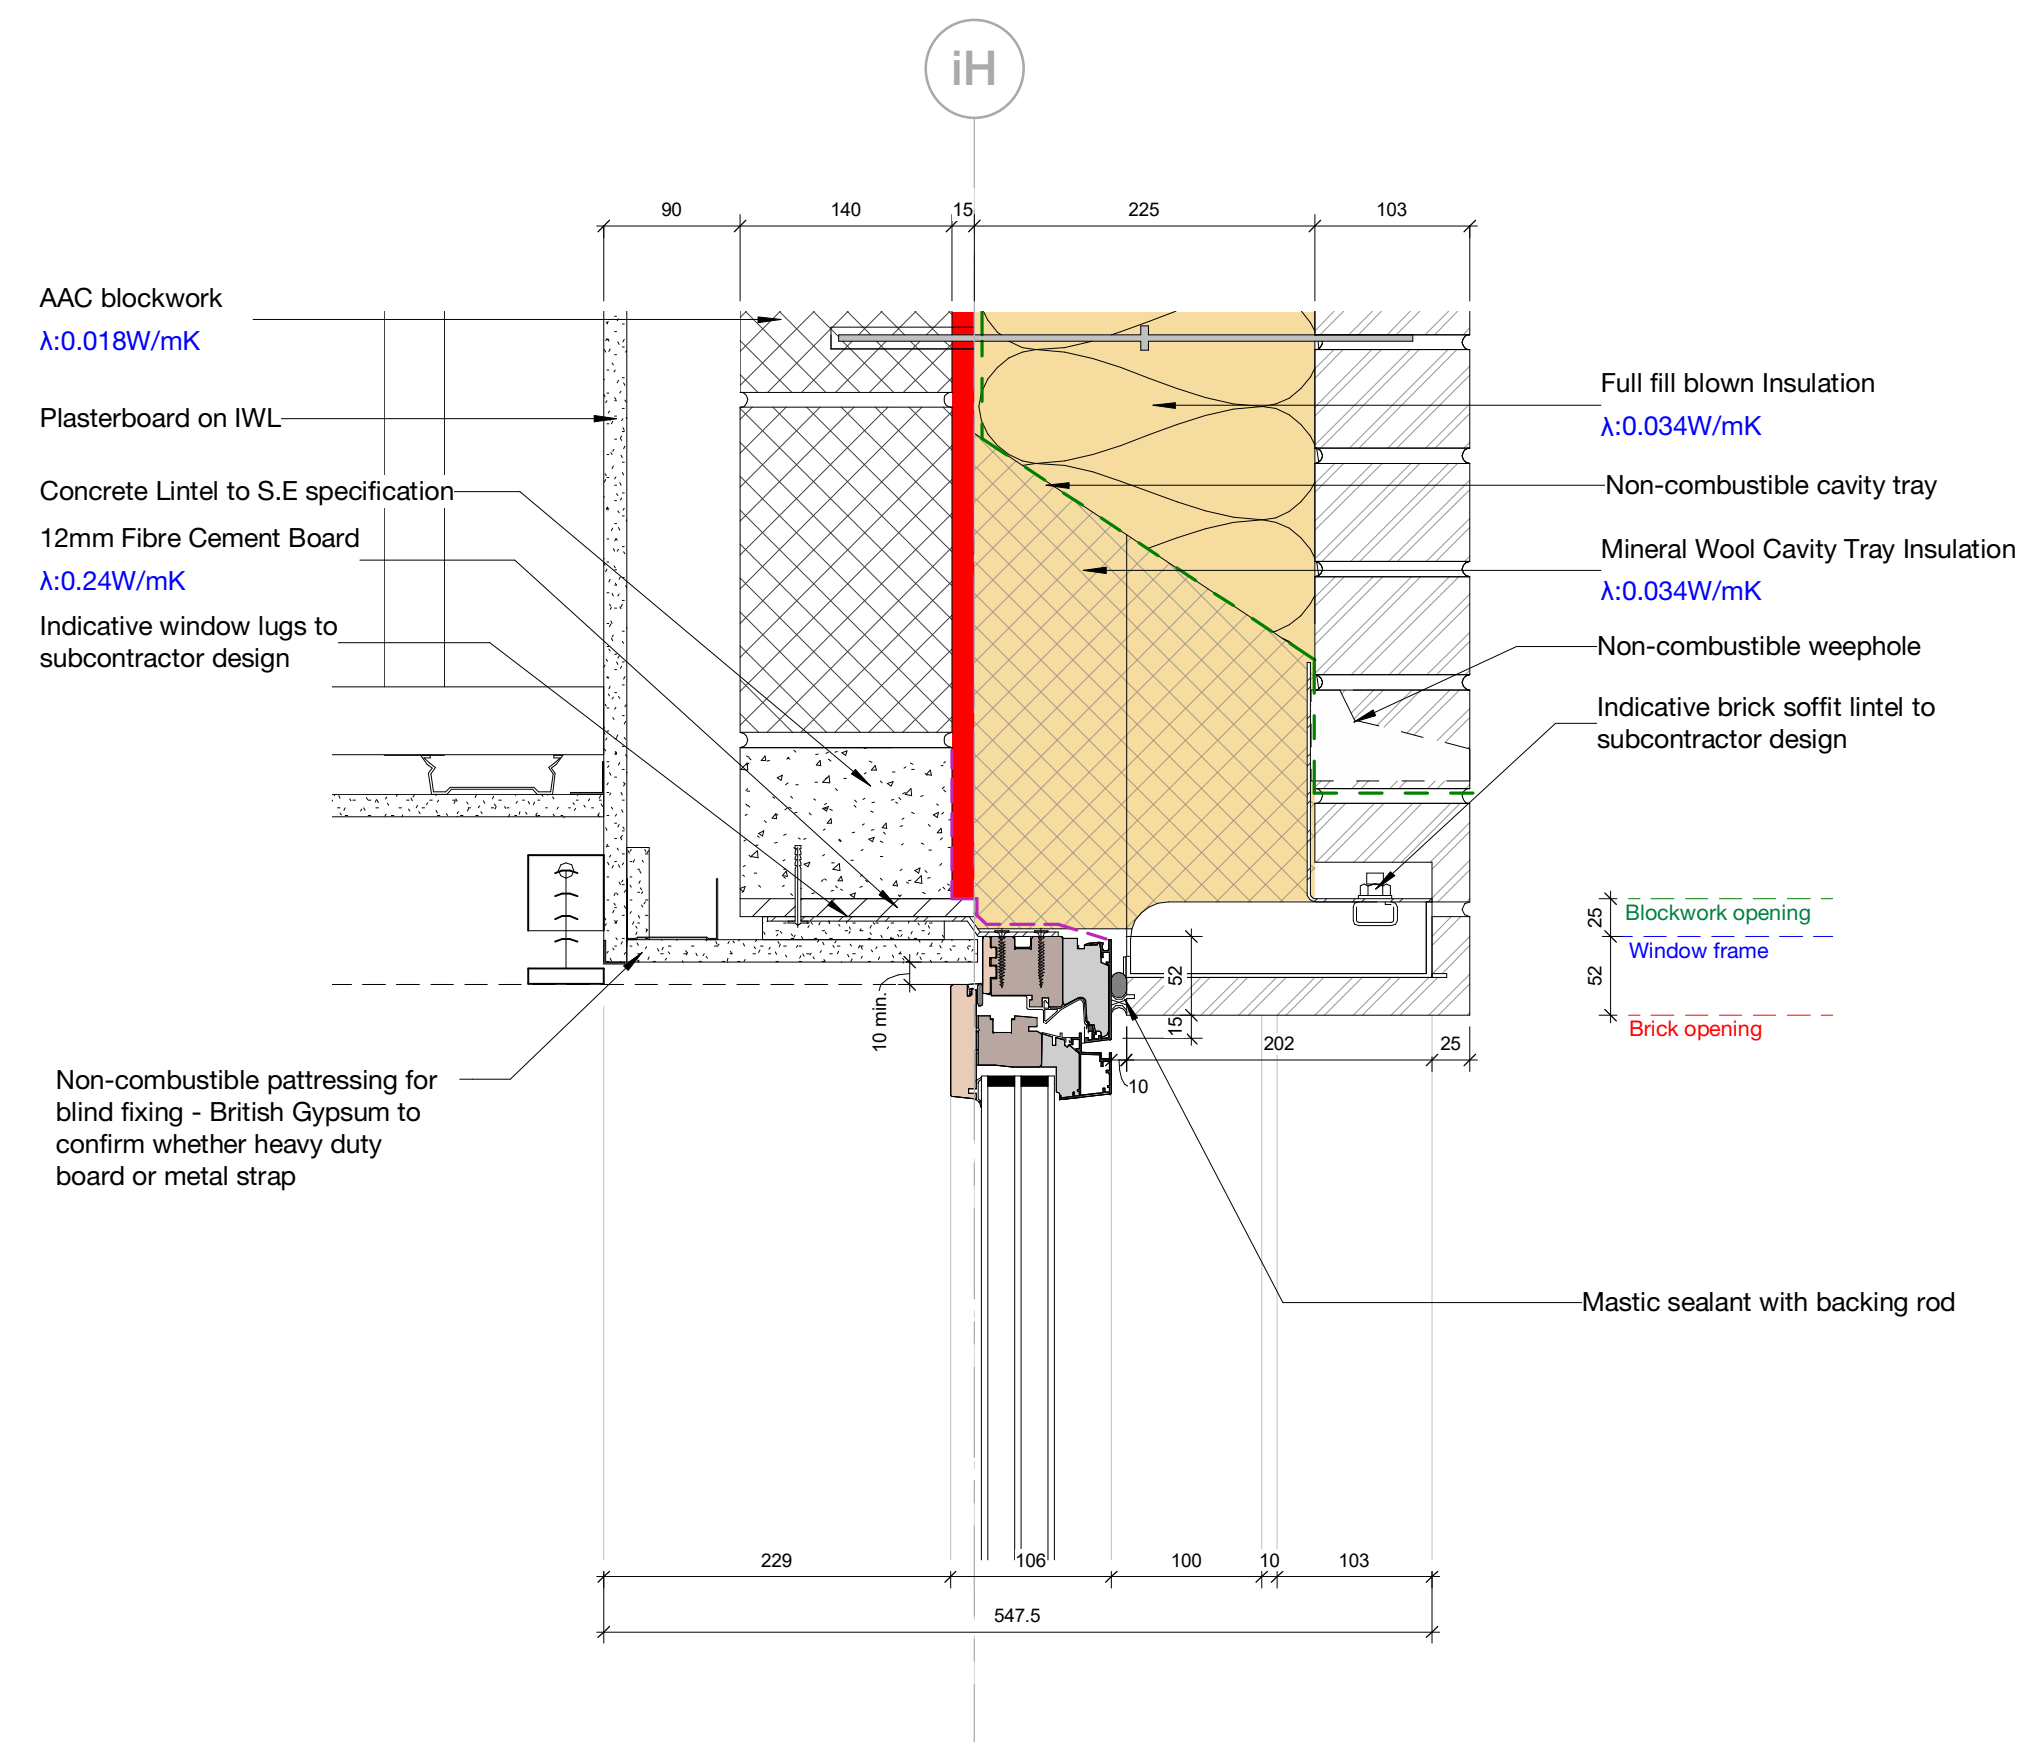 iH
90
140
15
225
103
AAC blockwork
λ:0.018W/mK
Plasterboard on IWL
Concrete Lintel to S.E specification
12mm Fibre Cement Board
λ:0.24W/mK
Indicative window lugs to
subcontractor design
Full fill blown Insulation
λ:0.034W/mK
Non-combustible cavity tray
Mineral Wool Cavity Tray Insulation
λ:0.034W/mK
Non-combustible weephole
Indicative brick soffit lintel to
subcontractor design
25
Blockwork opening
Window frame
52
Brick opening
52
15
10 min.
202
25
10
Non-combustible pattressing for
blind fixing - British Gypsum to
confirm whether heavy duty
board or metal strap
Mastic sealant with backing rod
229
106
100
10
103
547.5